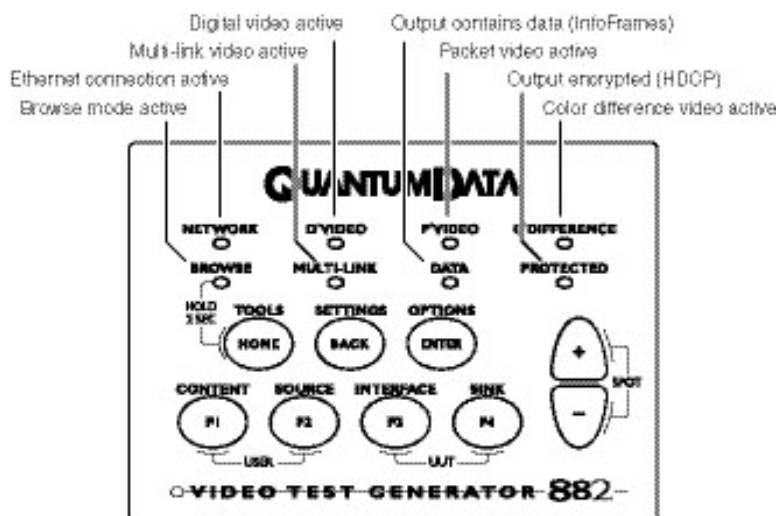 Digital video active
Output contains data (InfoFrames)
Multi-link video active
Packet video active
Ethernet connection active
Output encrypted (HDCP)
Browse mode active
Color difference video active
QUANTUMDATA
NETWORK D'VIDEO P'VIDEO C'DIFFERENCE
BROWSE MULTI-LINK DATA PROTECTED
HOLD
2 SEC
TOOLS SETTINGS OPTIONS
HOME BACK ENTER
+
SPOT
-
CONTENT SOURCE INTERFACE SINK
F1 F2 F3 F4
USER UUT
VIDEO TEST GENERATOR 882